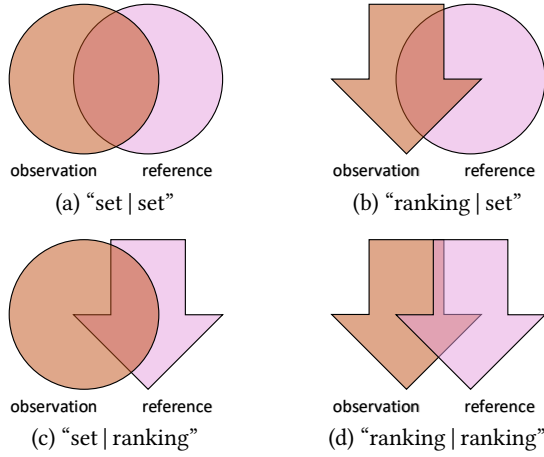 observation reference
(a) “set | set”
observation reference
(b) “ranking | set”
observation reference
(c) “set | ranking”
observation reference
(d) “ranking | ranking”